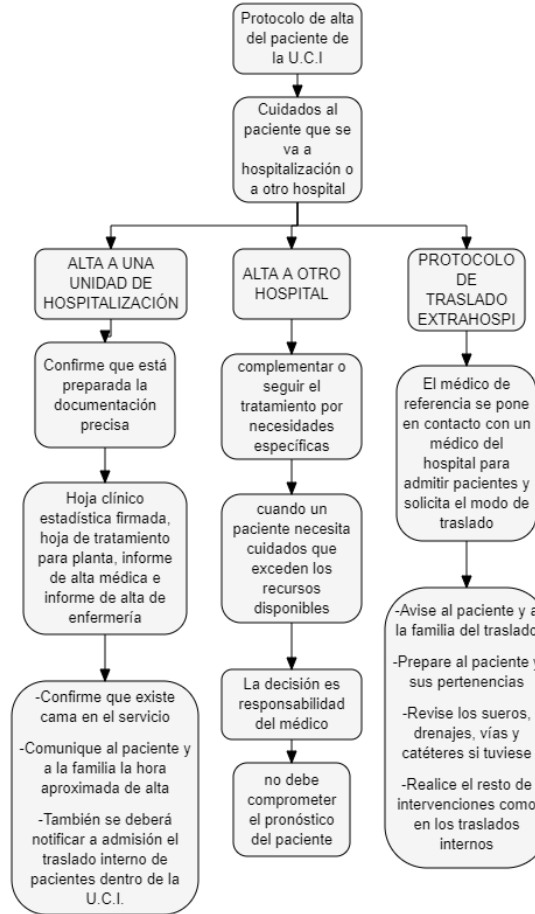 Protocolo de alta
del paciente de
la U.C.I
Cuidados al
paciente que se
va a
hospitalización o
a otro hospital
ALTA A UNA
UNIDAD DE
HOSPITALIZACIÓN
Confirme que está
preparada la
documentación
precisa
Hoja clínico
estadística firmada,
hoja de tratamiento
para planta, informe
de alta médica e
informe de alta de
enfermería
-Confirme que existe
cama en el servicio
-Comunique al paciente y
a la familia la hora
aproximada de alta
-También se deberá
notificar a admisión el
traslado interno de
pacientes dentro de la
U.C.I.
ALTA A OTRO
HOSPITAL
complementar o
seguir el
tratamiento por
necesidades
específicas
cuando un
paciente necesita
cuidados que
exceden los
recursos
disponibles
La decisión es
responsabilidad
del médico
no debe
comprometer
el pronóstico
del paciente
PROTOCOLO
DE
TRASLADO
EXTRAHOSPI
El médico de
referencia se pone
en contacto con un
médico del
hospital para
admitir pacientes y
solicita el modo de
traslado
-Avise al paciente y a
la familia del traslado
-Prepare al paciente y
sus pertenencias
-Revise los sueros,
drenajes, vías y
catéteres si tuviese
-Realice el resto de
intervenciones como
en los traslados
internos